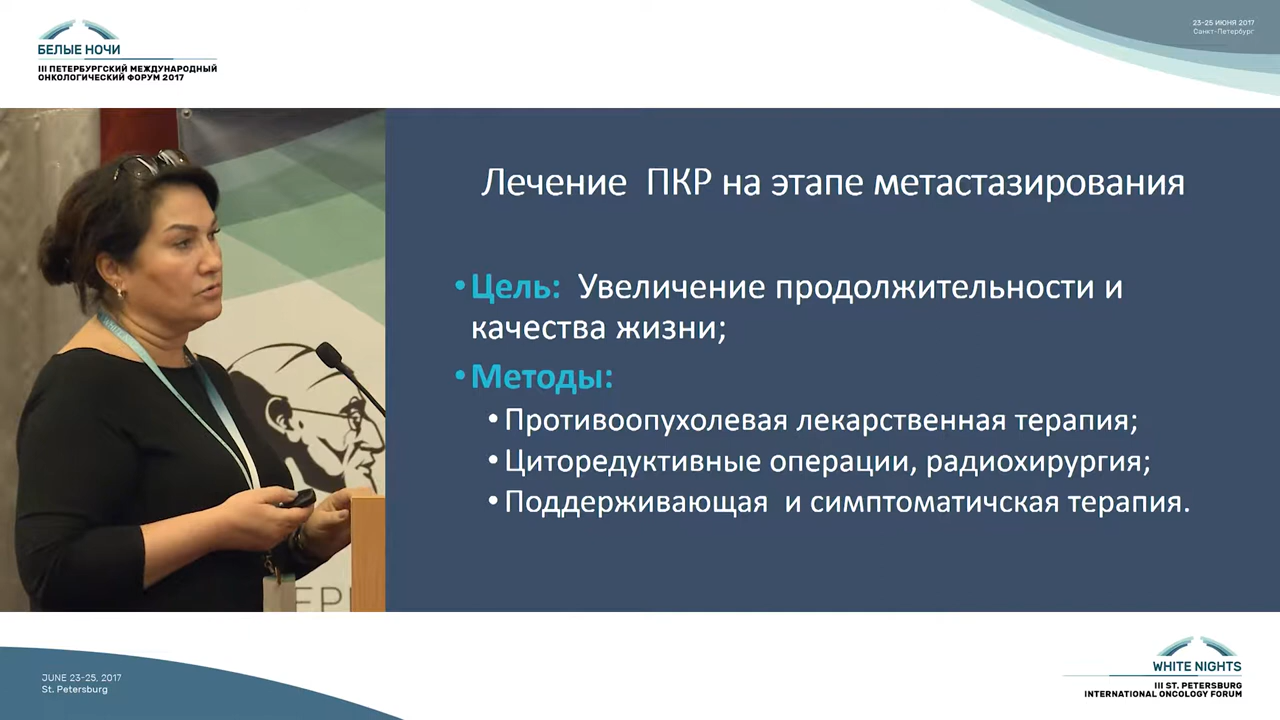 БЕЛЫЕ НОЧИ
III ПЕТЕРБУРГСКИЙ МЕЖДУНАРОДНЫЙ
ОНКОЛОГИЧЕСКИЙ ФОРУМ 2017
23-25 ИЮНЯ 2017
Санкт-Петербург
Лечение ПКР на этапе метастазирования
•Цель: Увеличение продолжительности и
качества жизни;
•Методы:
•Противоопухолевая лекарственная терапия;
•Циторедуктивные операции, радиохирургия;
•Поддерживающая и симптоматичская терапия.
JUNE 23-25, 2017
St. Petersburg
WHITE NIGHTS
III ST. PETERSBURG
INTERNATIONAL ONCOLOGY FORUM